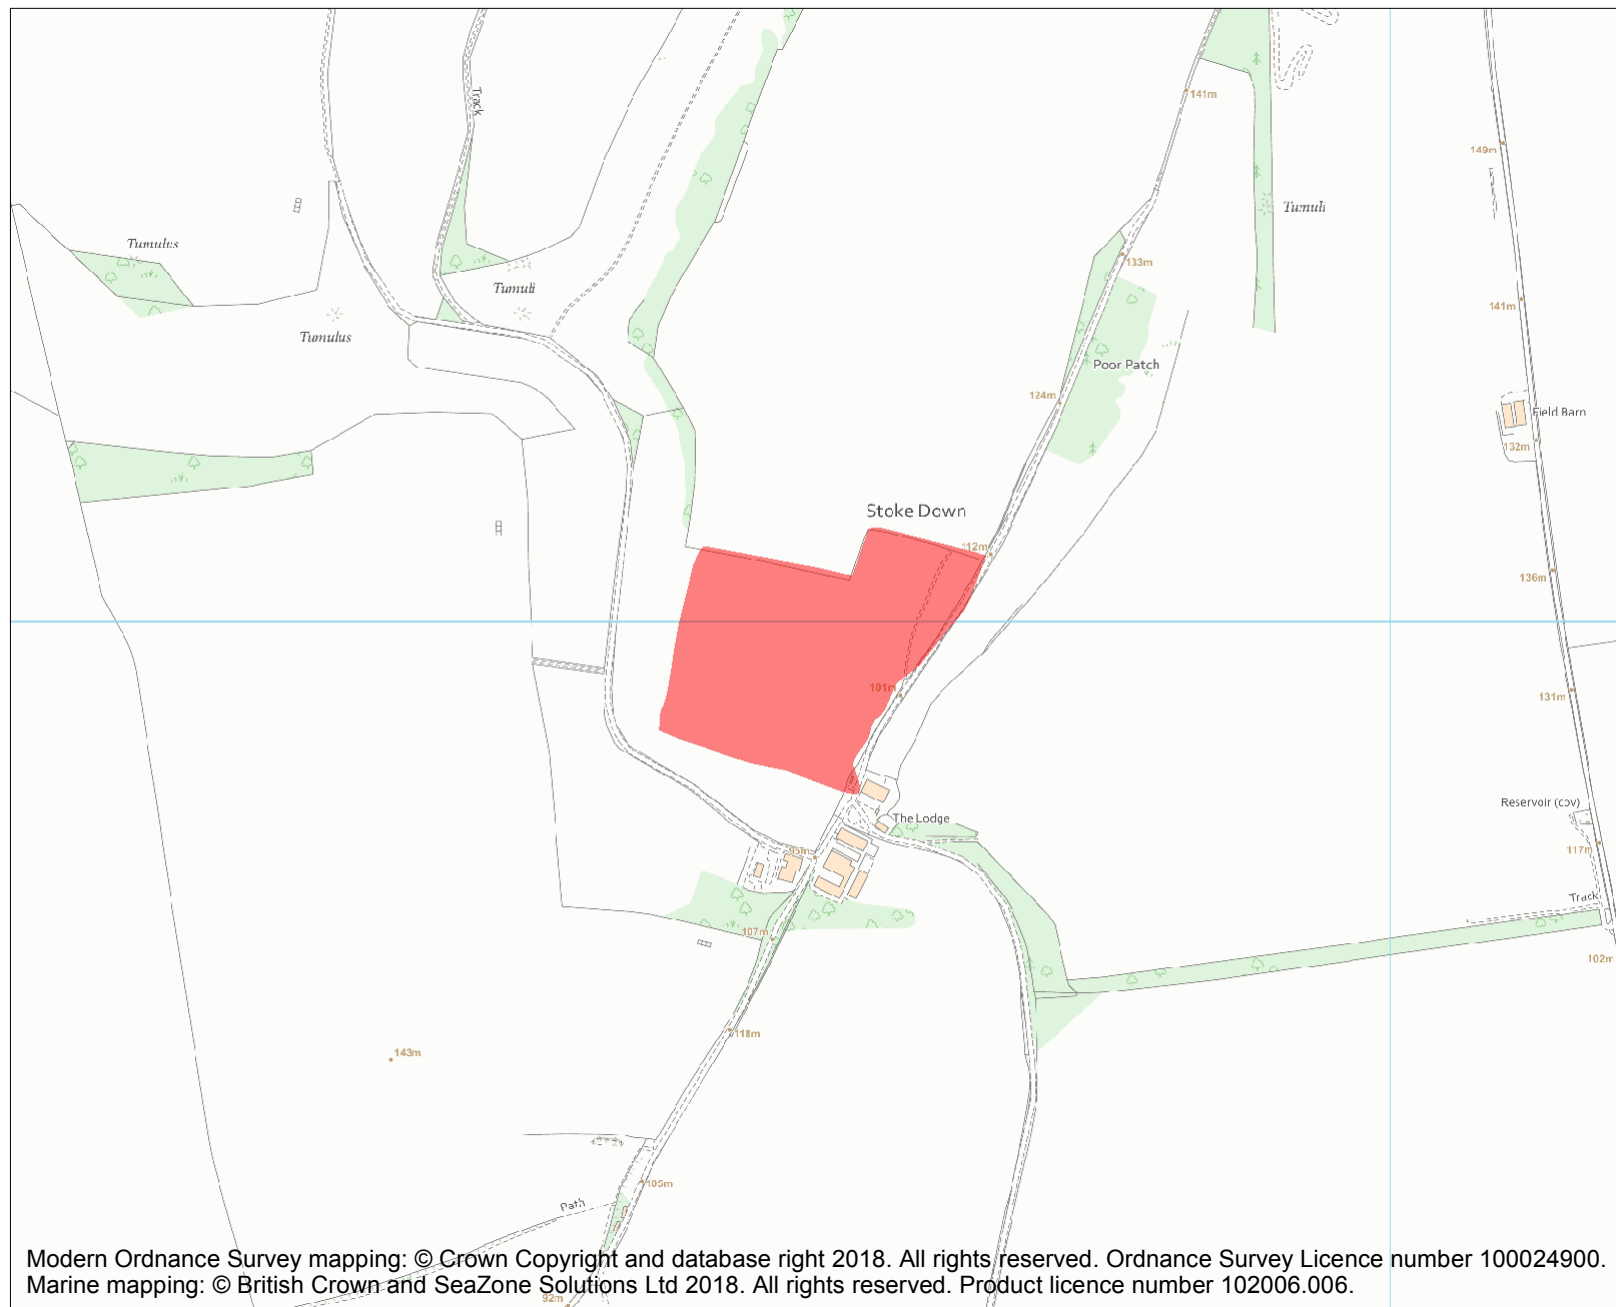 141m
Track
149m
Tumuli
Tumulus
133m
Tumuli
141m
Tumulus
Poor Patch
124m
Field Barn
132m
Stoke Down
112m
136m
101m
131m
Reservoir (cov)
The Lodge
117m
95m
Track
107m
102m
118m
143m
105m
Path
Modern Ordnance Survey mapping: © Crown Copyright and database right 2018. All rights reserved. Ordnance Survey Licence number 100024900.
Marine mapping: © British Crown and SeaZone Solutions Ltd 2018. All rights reserved. Product licence number 102006.006.
92m